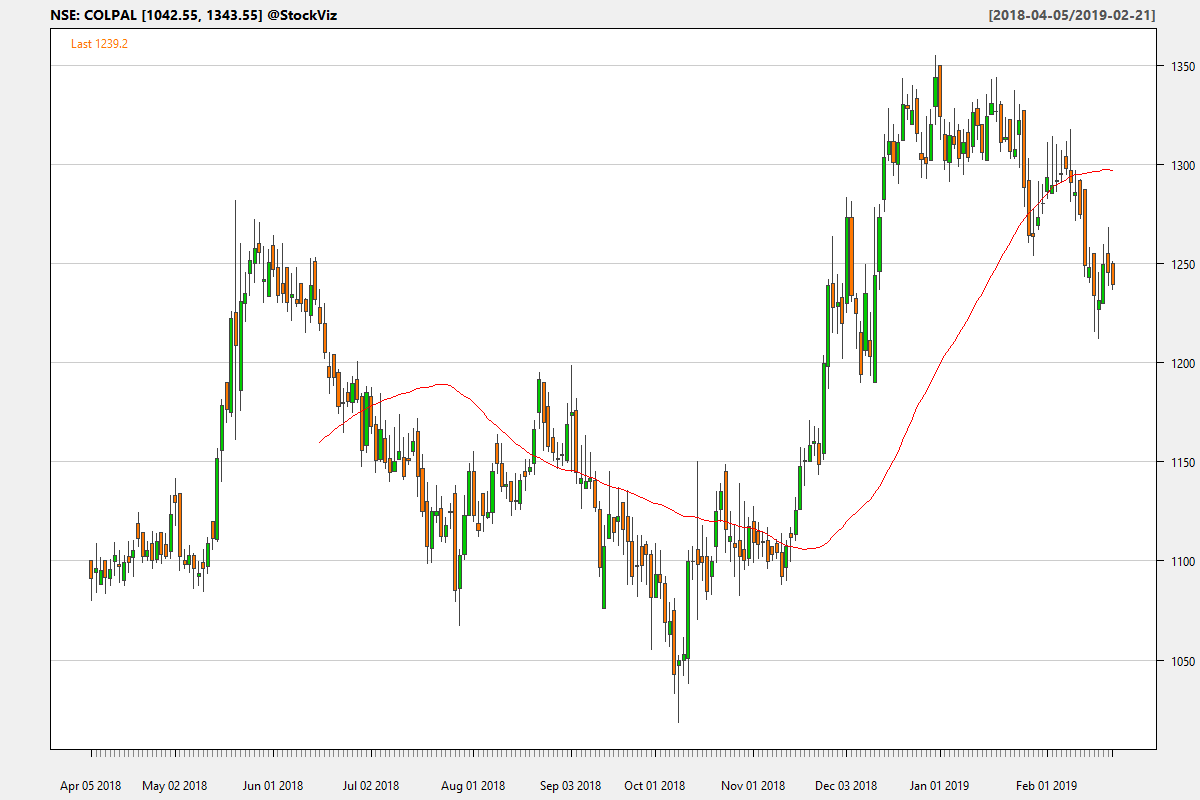 NSE: COLPAL [1042.55, 1343.55] @StockViz [2018-04-05/2019-02-21]
Last 1239.2
1350
1300
1250
1200
1150
1100
1050
Apr 05 2018 May 02 2018 Jun 01 2018 Jul 02 2018 Aug 01 2018 Sep 03 2018 Oct 01 2018 Nov 01 2018 Dec 03 2018 Jan 01 2019 Feb 01 2019